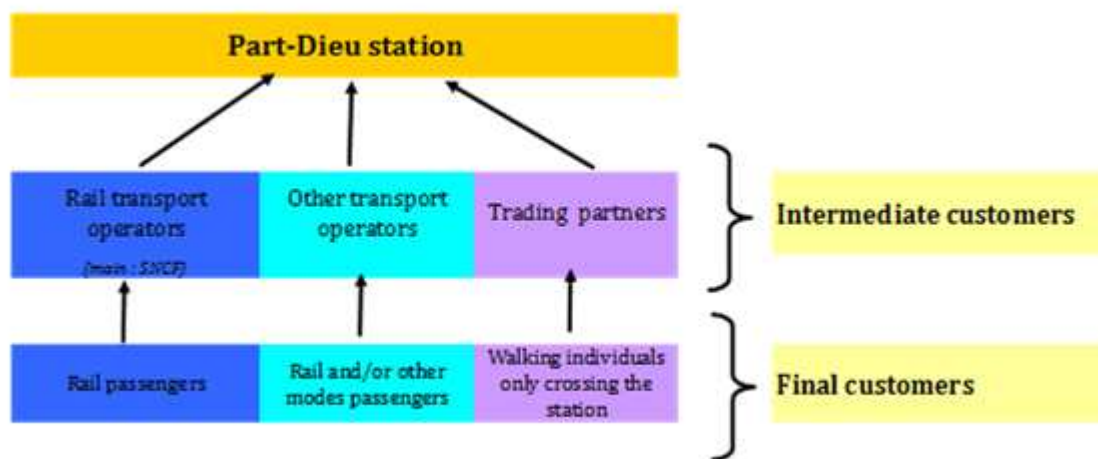 Part-Dieu station
Rail transport
operators
(main : SNCF)
Other transport
operators
Trading partners
Intermediate customers
Rail passengers
Rail and/or other
modes passengers
Walking individuals
only crossing the
station
Final customers